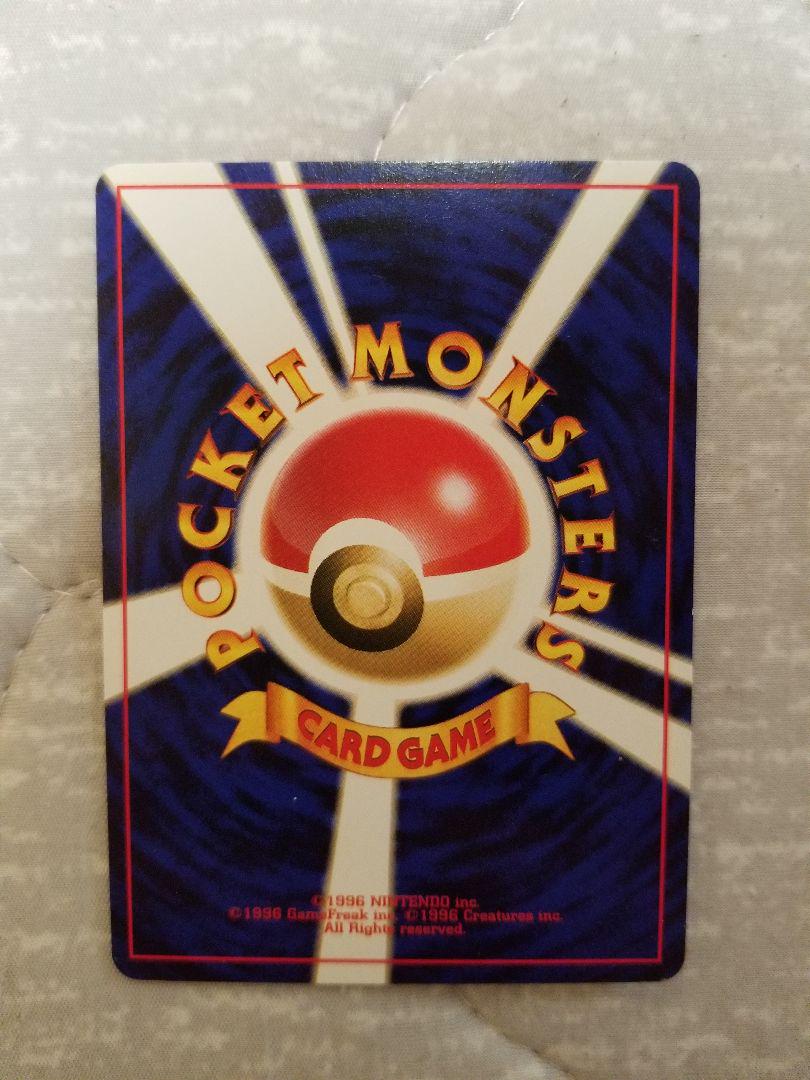 POCKET MONSTERS
CARD GAME
©1996 NINTENDO inc.
©1996 GameFreak inc. ©1996 Creatures inc.
All Rights reserved.